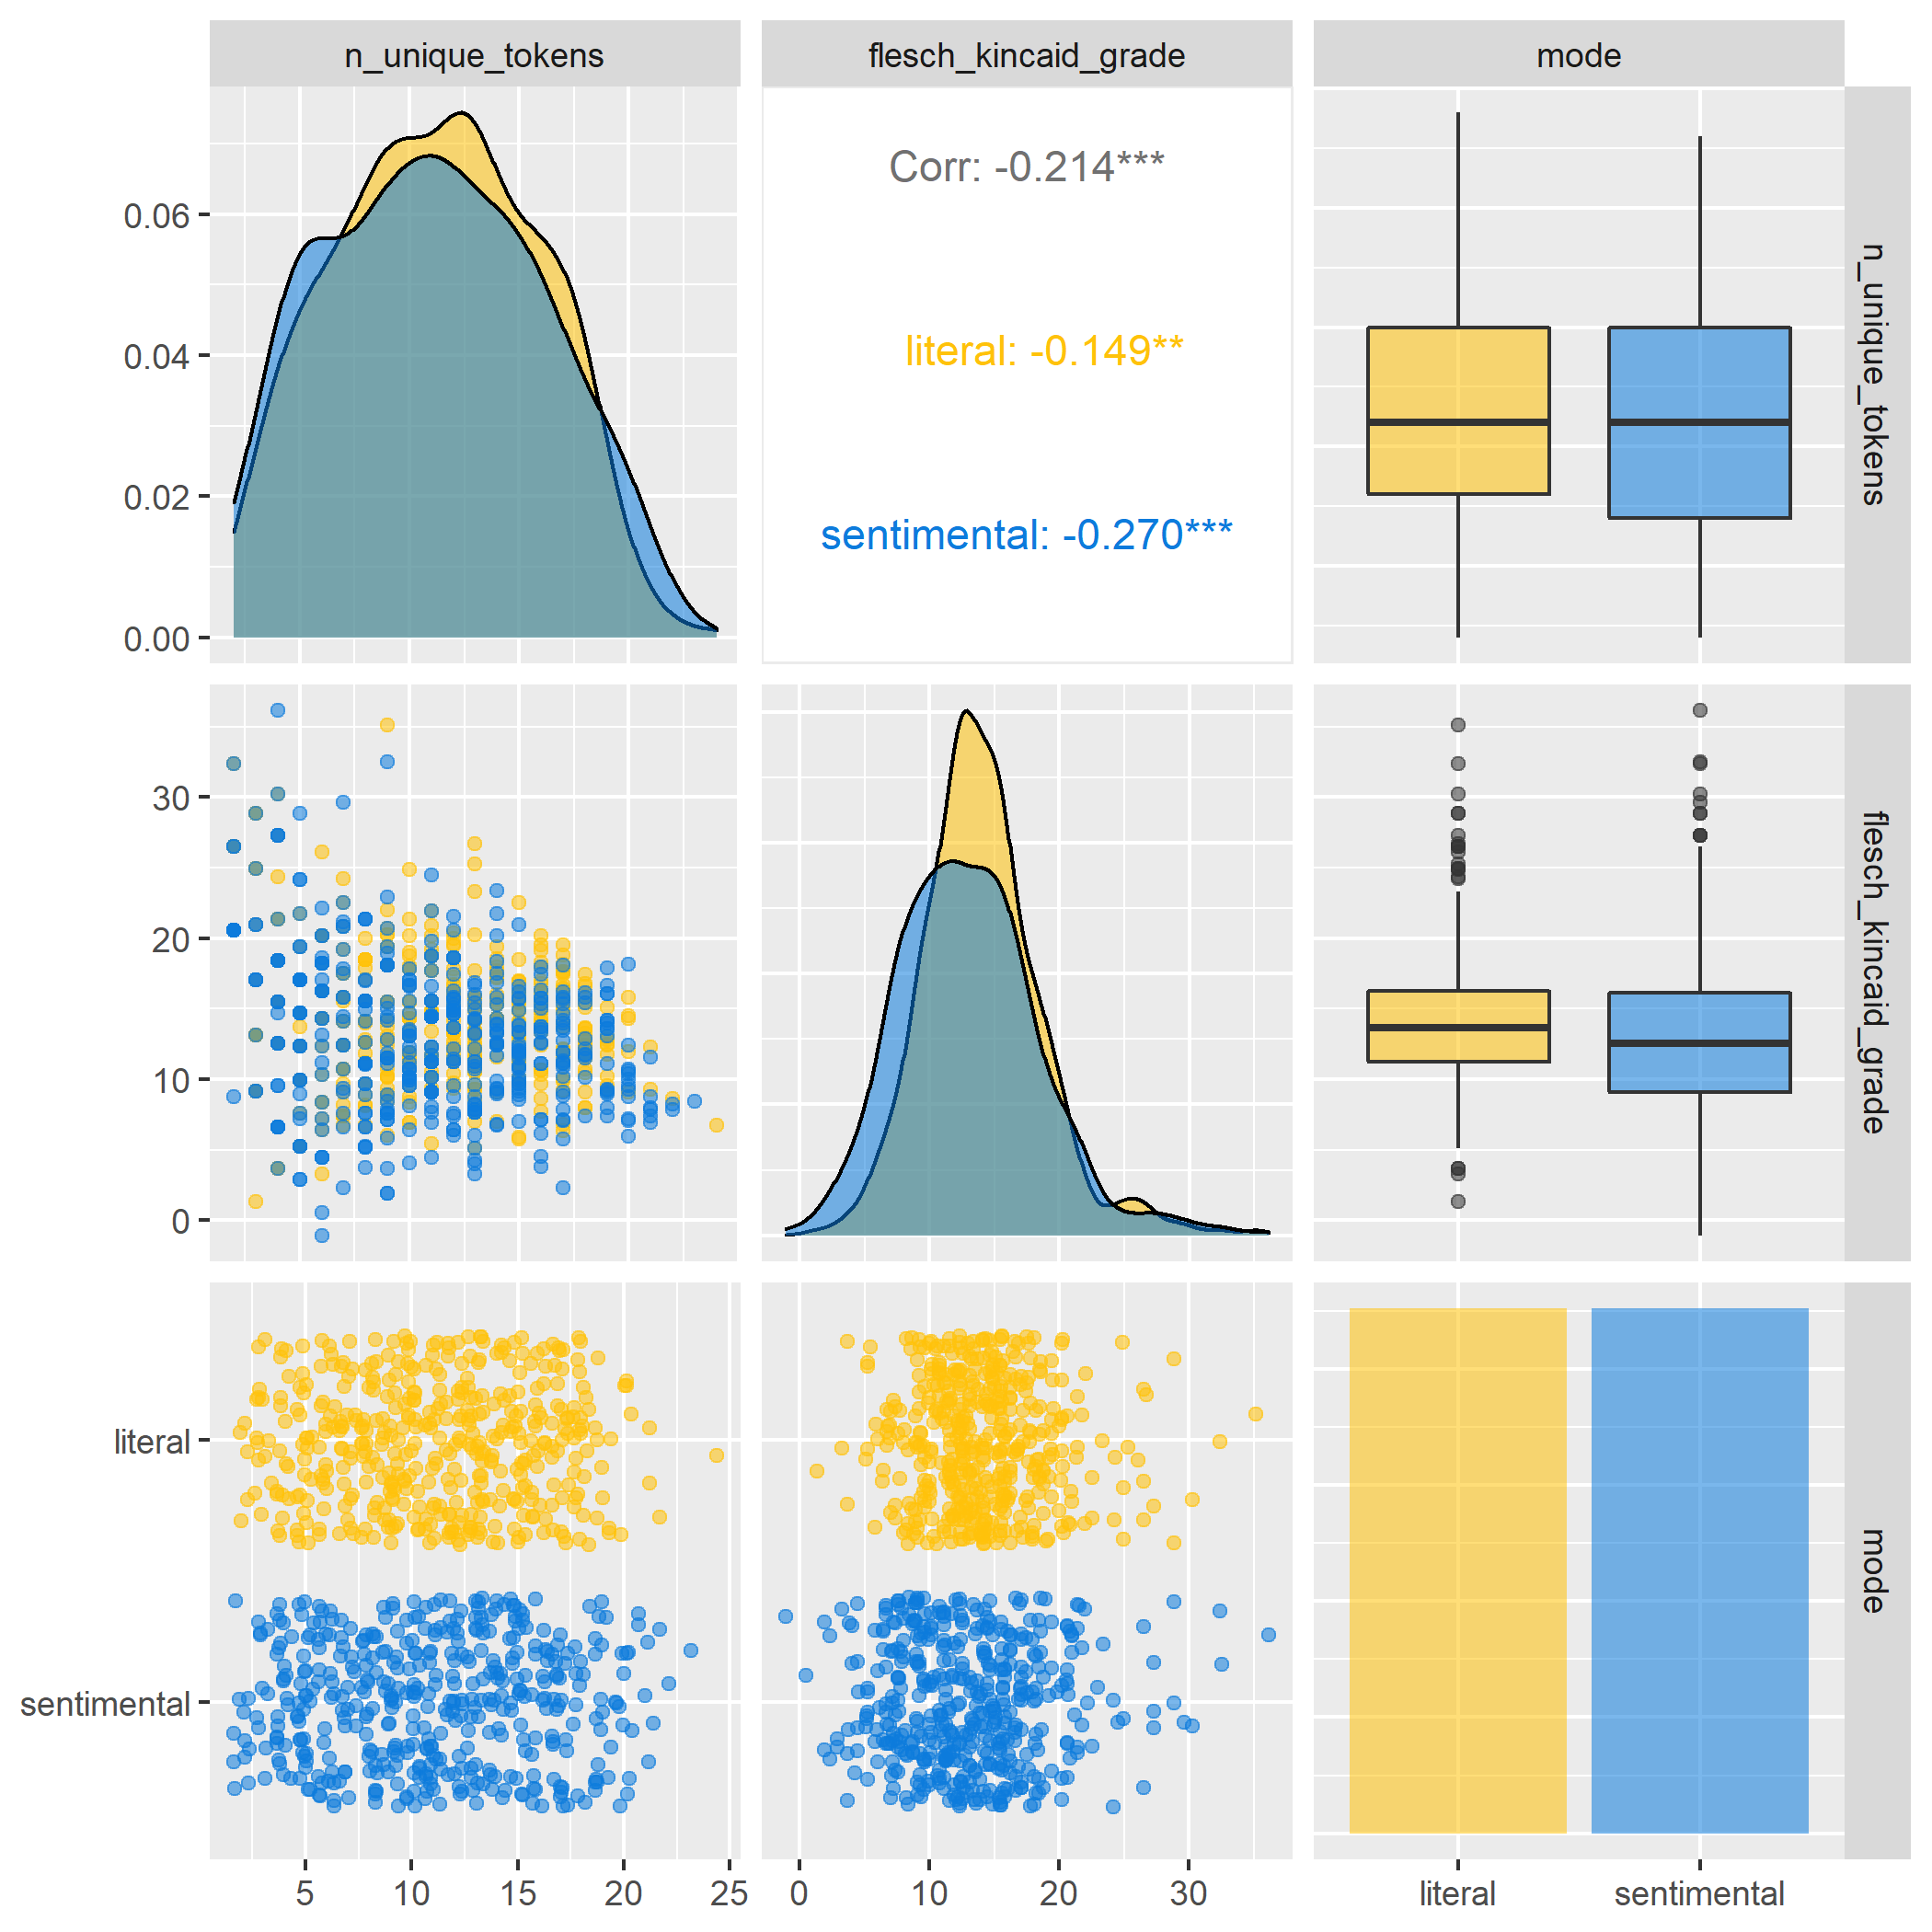 n_unique_tokens
flesch_kincaid_grade
mode
0.06
0.04
0.02
0.00
Corr: -0.214***
literal: -0.149**
sentimental: -0.270***
n_unique_tokens
30
20
10
0
flesch_kincaid_grade
literal
sentimental
mode
5 10 15 20 25
0 10 20 30
literal sentimental